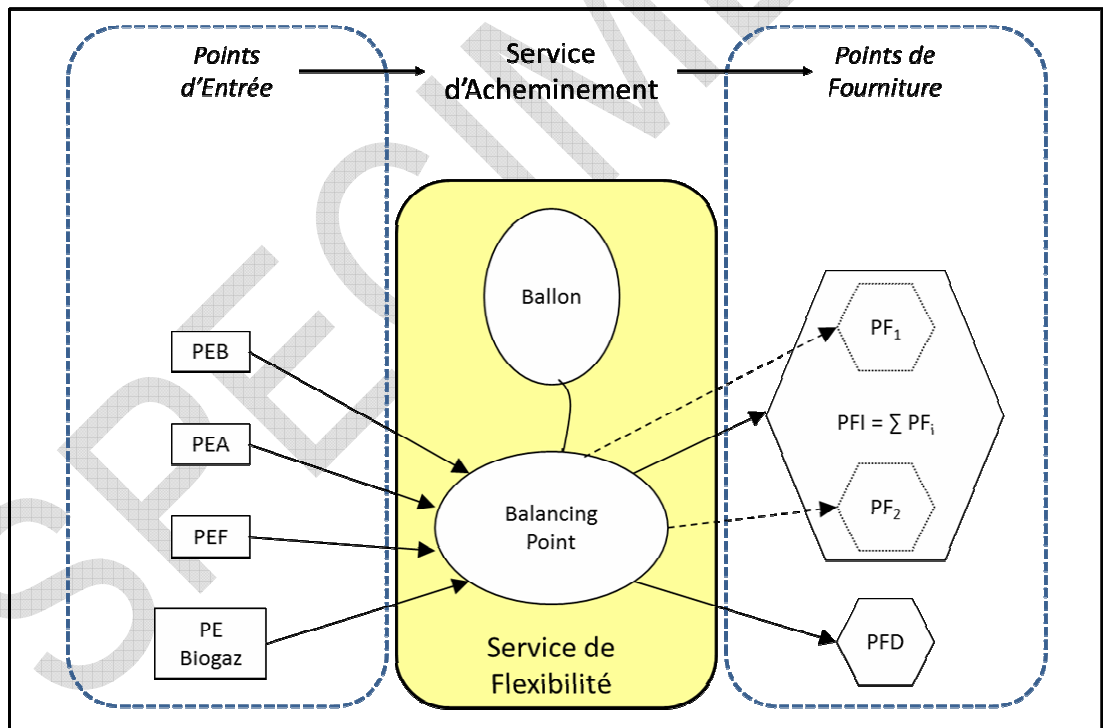 Points
d'Entrée
Service
d'Acheminement
Points de
Fourniture
Ballon
PEB
PEA
PEF
PE
Biogaz
Balancing
Point
Service de
Flexibilité
PF₁
PFI = ∑ PFᵢ
PF₂
PFD
SPECIMEN